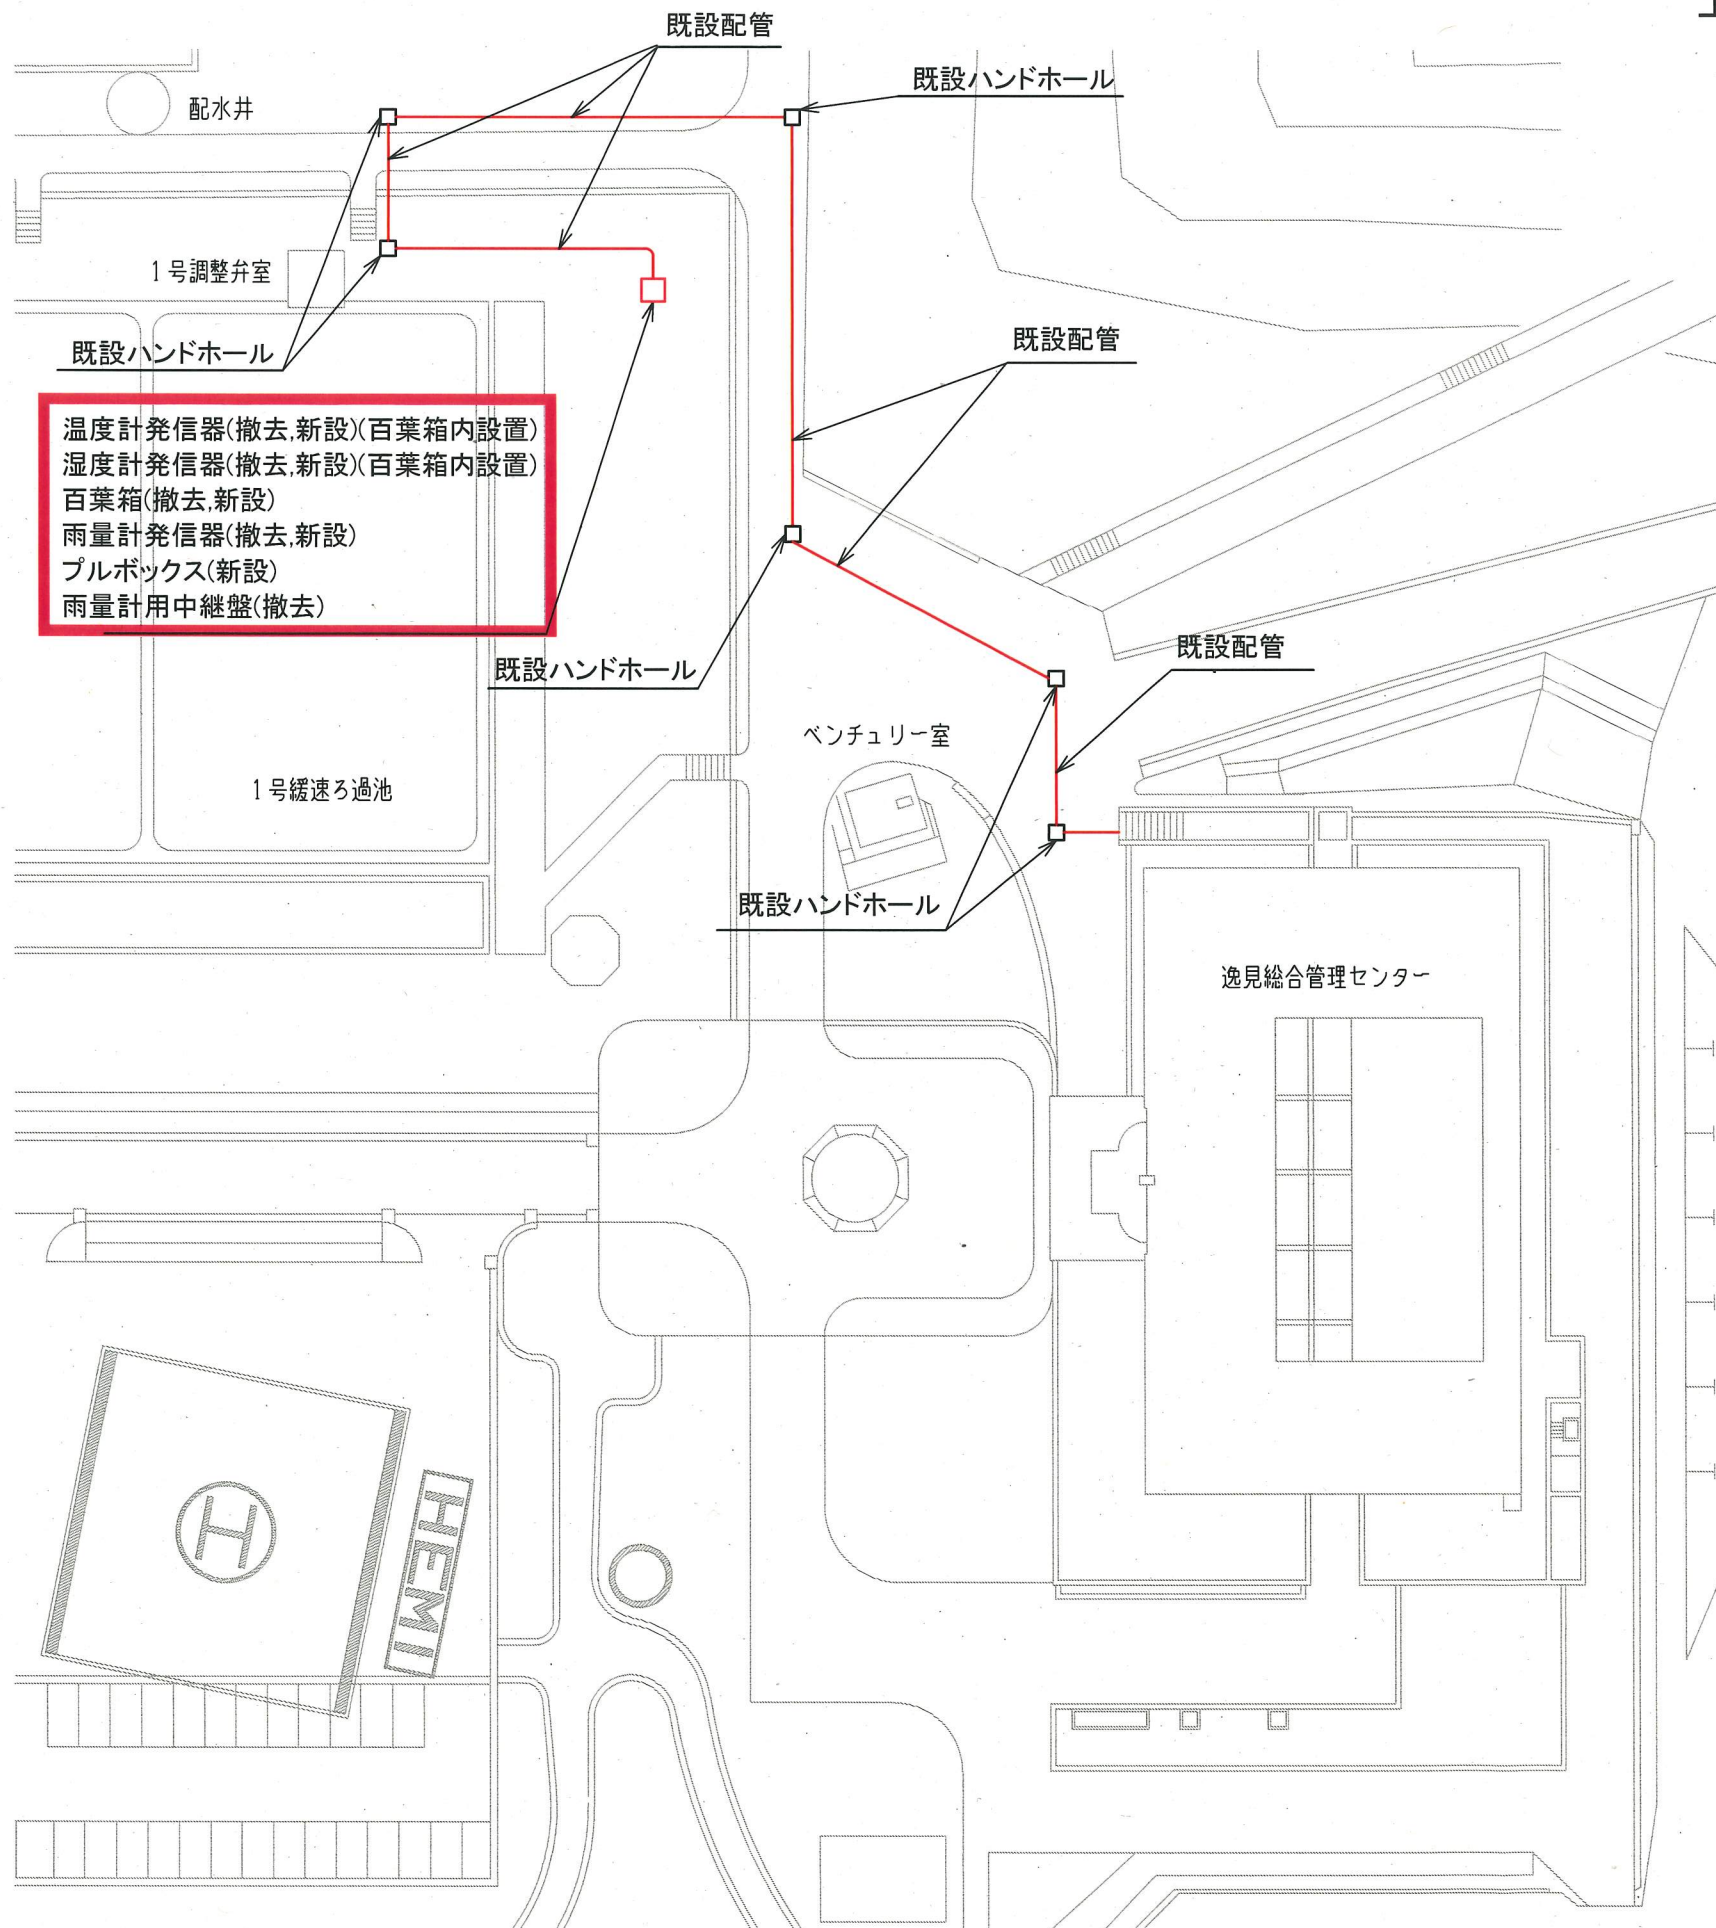 既設配管
既設ハンドホール
配水井
1号調整弁室
既設ハンドホール
既設配管
温度計発信器(撤去,新設)(百葉箱内設置)
湿度計発信器(撤去,新設)(百葉箱内設置)
百葉箱(撤去,新設)
雨量計発信器(撤去,新設)
プルボックス(新設)
雨量計用中継盤(撤去)
既設ハンドホール
既設配管
ベンチュリー室
1号緩速ろ過池
既設ハンドホール
逸見総合管理センター
H
HEMI